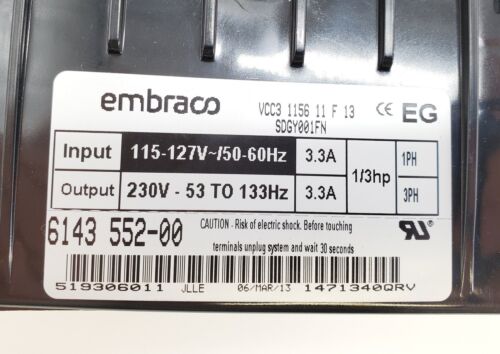 embraco
VCC3 1156 11 F 13
SDGY001FN
CE EG
Input 115-127V~/50-60Hz 3.3A 1/3hp 1PH
Output 230V - 53 TO 133Hz 3.3A 3PH
6143 552-00
CAUTION - Risk of electric shock. Before touching
terminals unplug system and wait 30 seconds
519306011 JLLE 06/MAR/13 1471340QRV